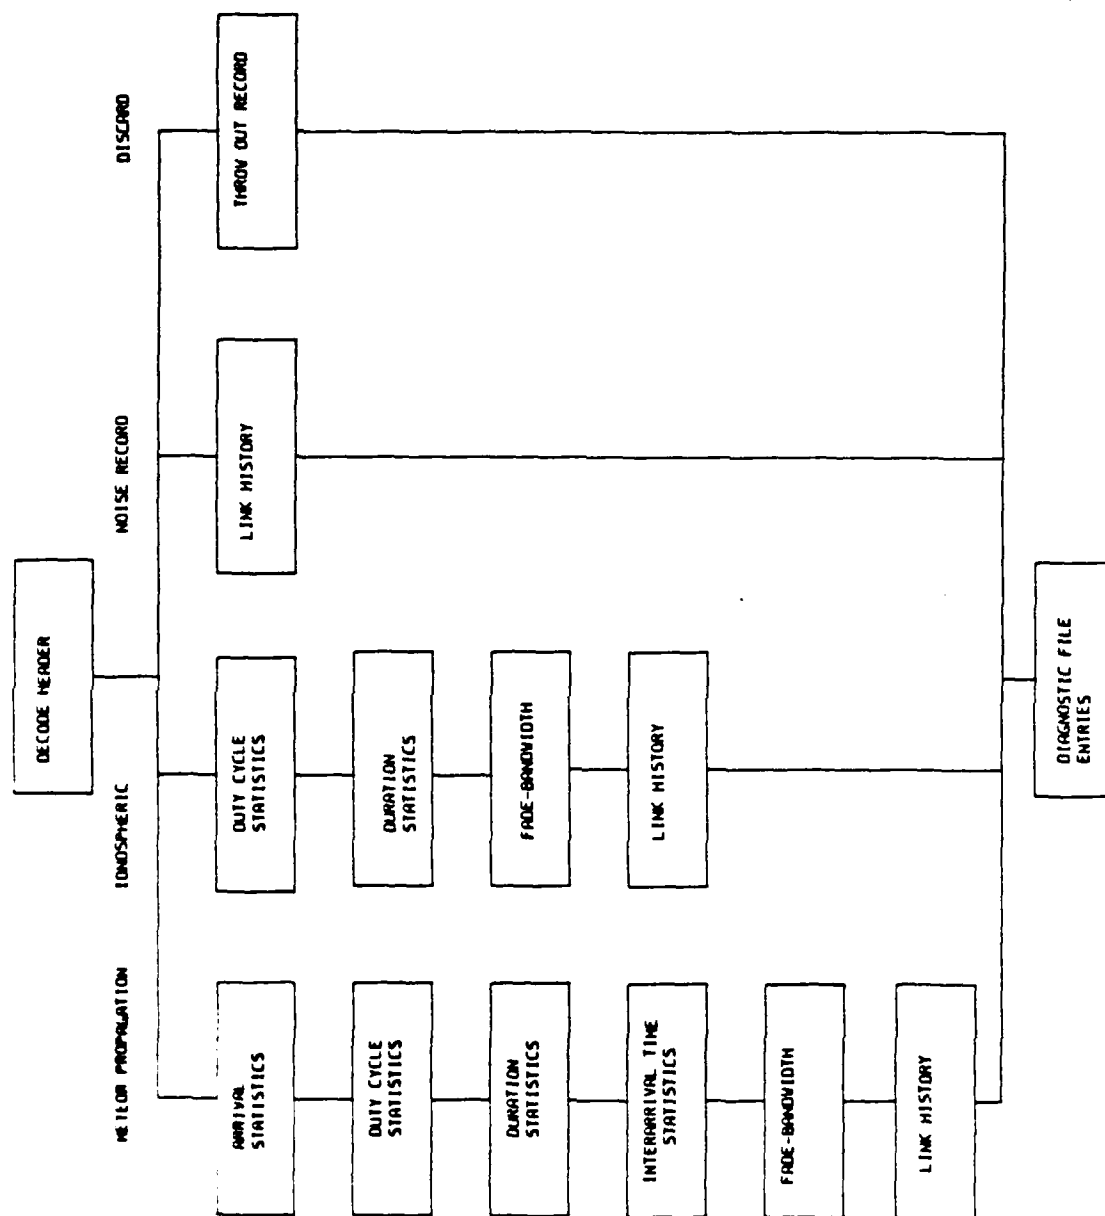 DECODE HEADER
METEOR PROPAGATION
IONOSPHERIC
NOISE RECORD
DISCARD
ARRIVAL
STATISTICS
DUTY CYCLE
STATISTICS
DURATION
STATISTICS
INTERARRIVAL TIME
STATISTICS
FADE-BANDWIDTH
LINK HISTORY
DUTY CYCLE
STATISTICS
DURATION
STATISTICS
FADE-BANDWIDTH
LINK HISTORY
LINK HISTORY
THROW OUT RECORD
DIAGNOSTIC FILE
ENTRIES